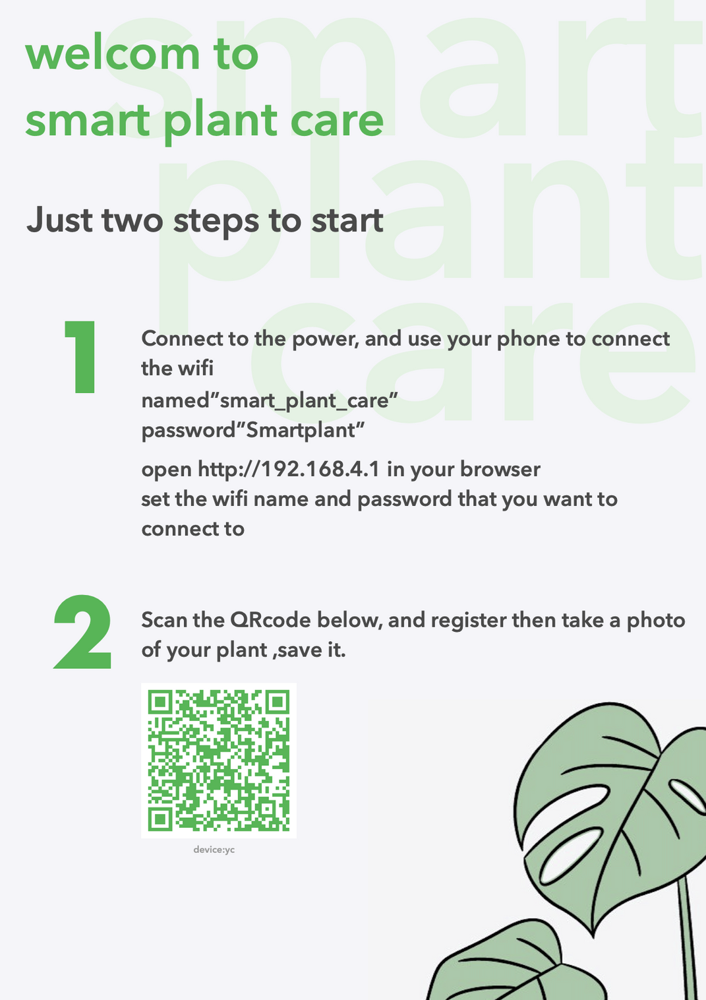 smart
plant
care
welcom to
smart plant care
Just two steps to start
1
Connect to the power, and use your phone to connect
the wifi
named”smart_plant_care”
password”Smartplant”
open http://192.168.4.1 in your browser
set the wifi name and password that you want to
connect to
2
Scan the QRcode below, and register then take a photo
of your plant ,save it.
device:yc